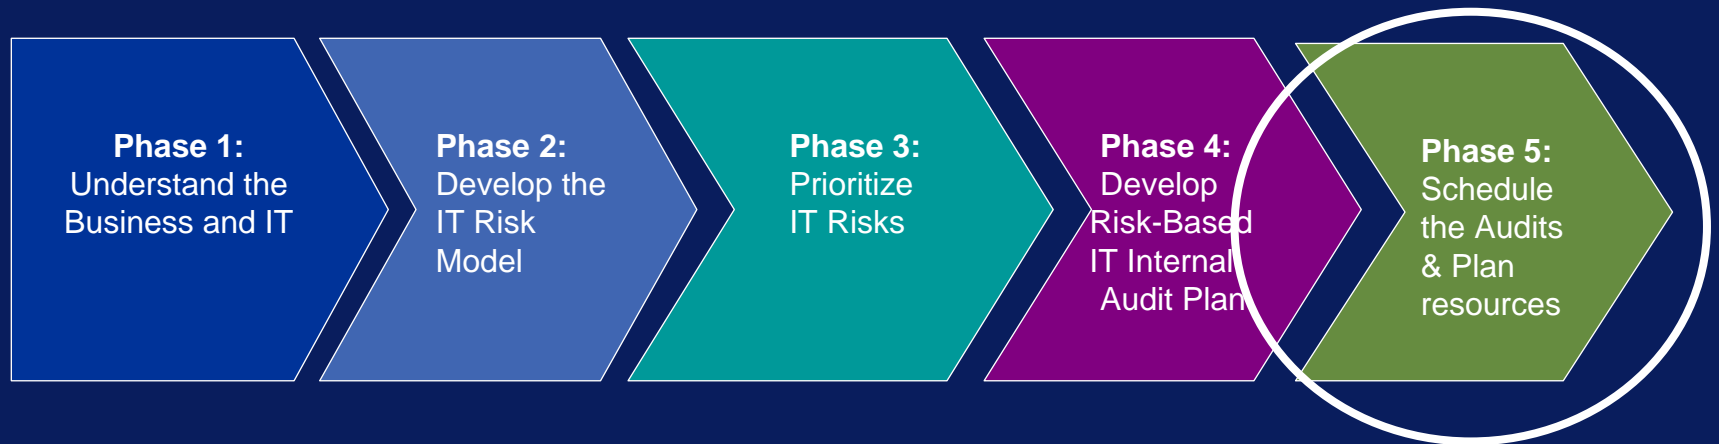 Phase 1:
Understand the
Business and IT
Phase 2:
Develop the
IT Risk
Model
Phase 3:
Prioritize
IT Risks
Phase 4:
Develop
Risk-Based
IT Internal
Audit Plan
Phase 5:
Schedule
the Audits
& Plan
resources